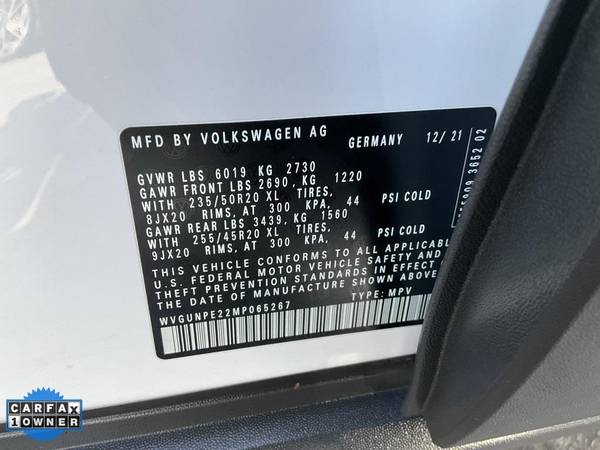 MFD BY VOLKSWAGEN AG GERMANY 12/21
GVWR LBS 6019 KG 2730
GAWR FRONT LBS 2690, KG 1220
WITH 235/50R20 XL TIRES,
8JX20 RIMS, AT 300 KPA, 44 PSI COLD
GAWR REAR LBS 3439, KG 1560
WITH 255/45R20 XL TIRES,
9JX20 RIMS, AT 300 KPA, 44 PSI COLD
THIS VEHICLE CONFORMS TO ALL APPLICABLE
U.S. FEDERAL MOTOR VEHICLE SAFETY AND
THEFT PREVENTION STANDARDS IN EFFECT
THE DATE OF MANUFACTURE SHOWN ABOVE.
WVGUNPE22MP065267 TYPE: MPV
909 3652 02
CARFAX
1 OWNER